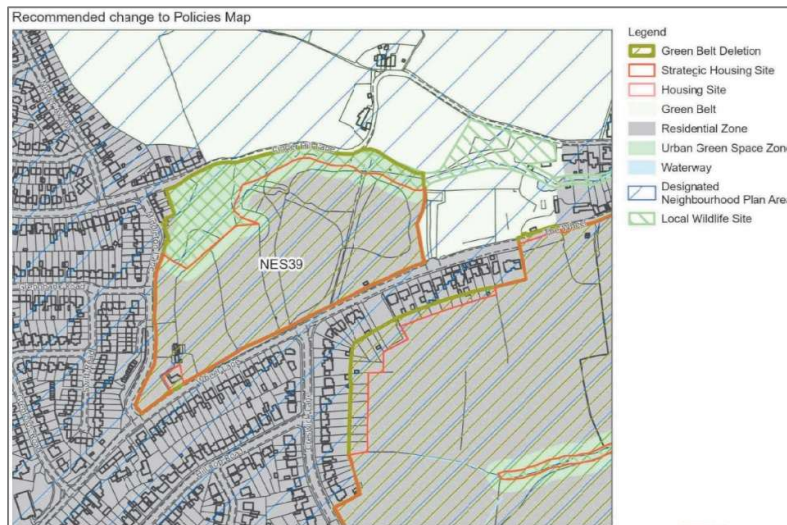 Recommended change to Policies Map
Legend
Green Belt Deletion
Strategic Housing Site
Housing Site
Green Belt
Residential Zone
Urban Green Space Zone
Waterway
Designated
Neighbourhood Plan Area
Local Wildlife Site
NES39